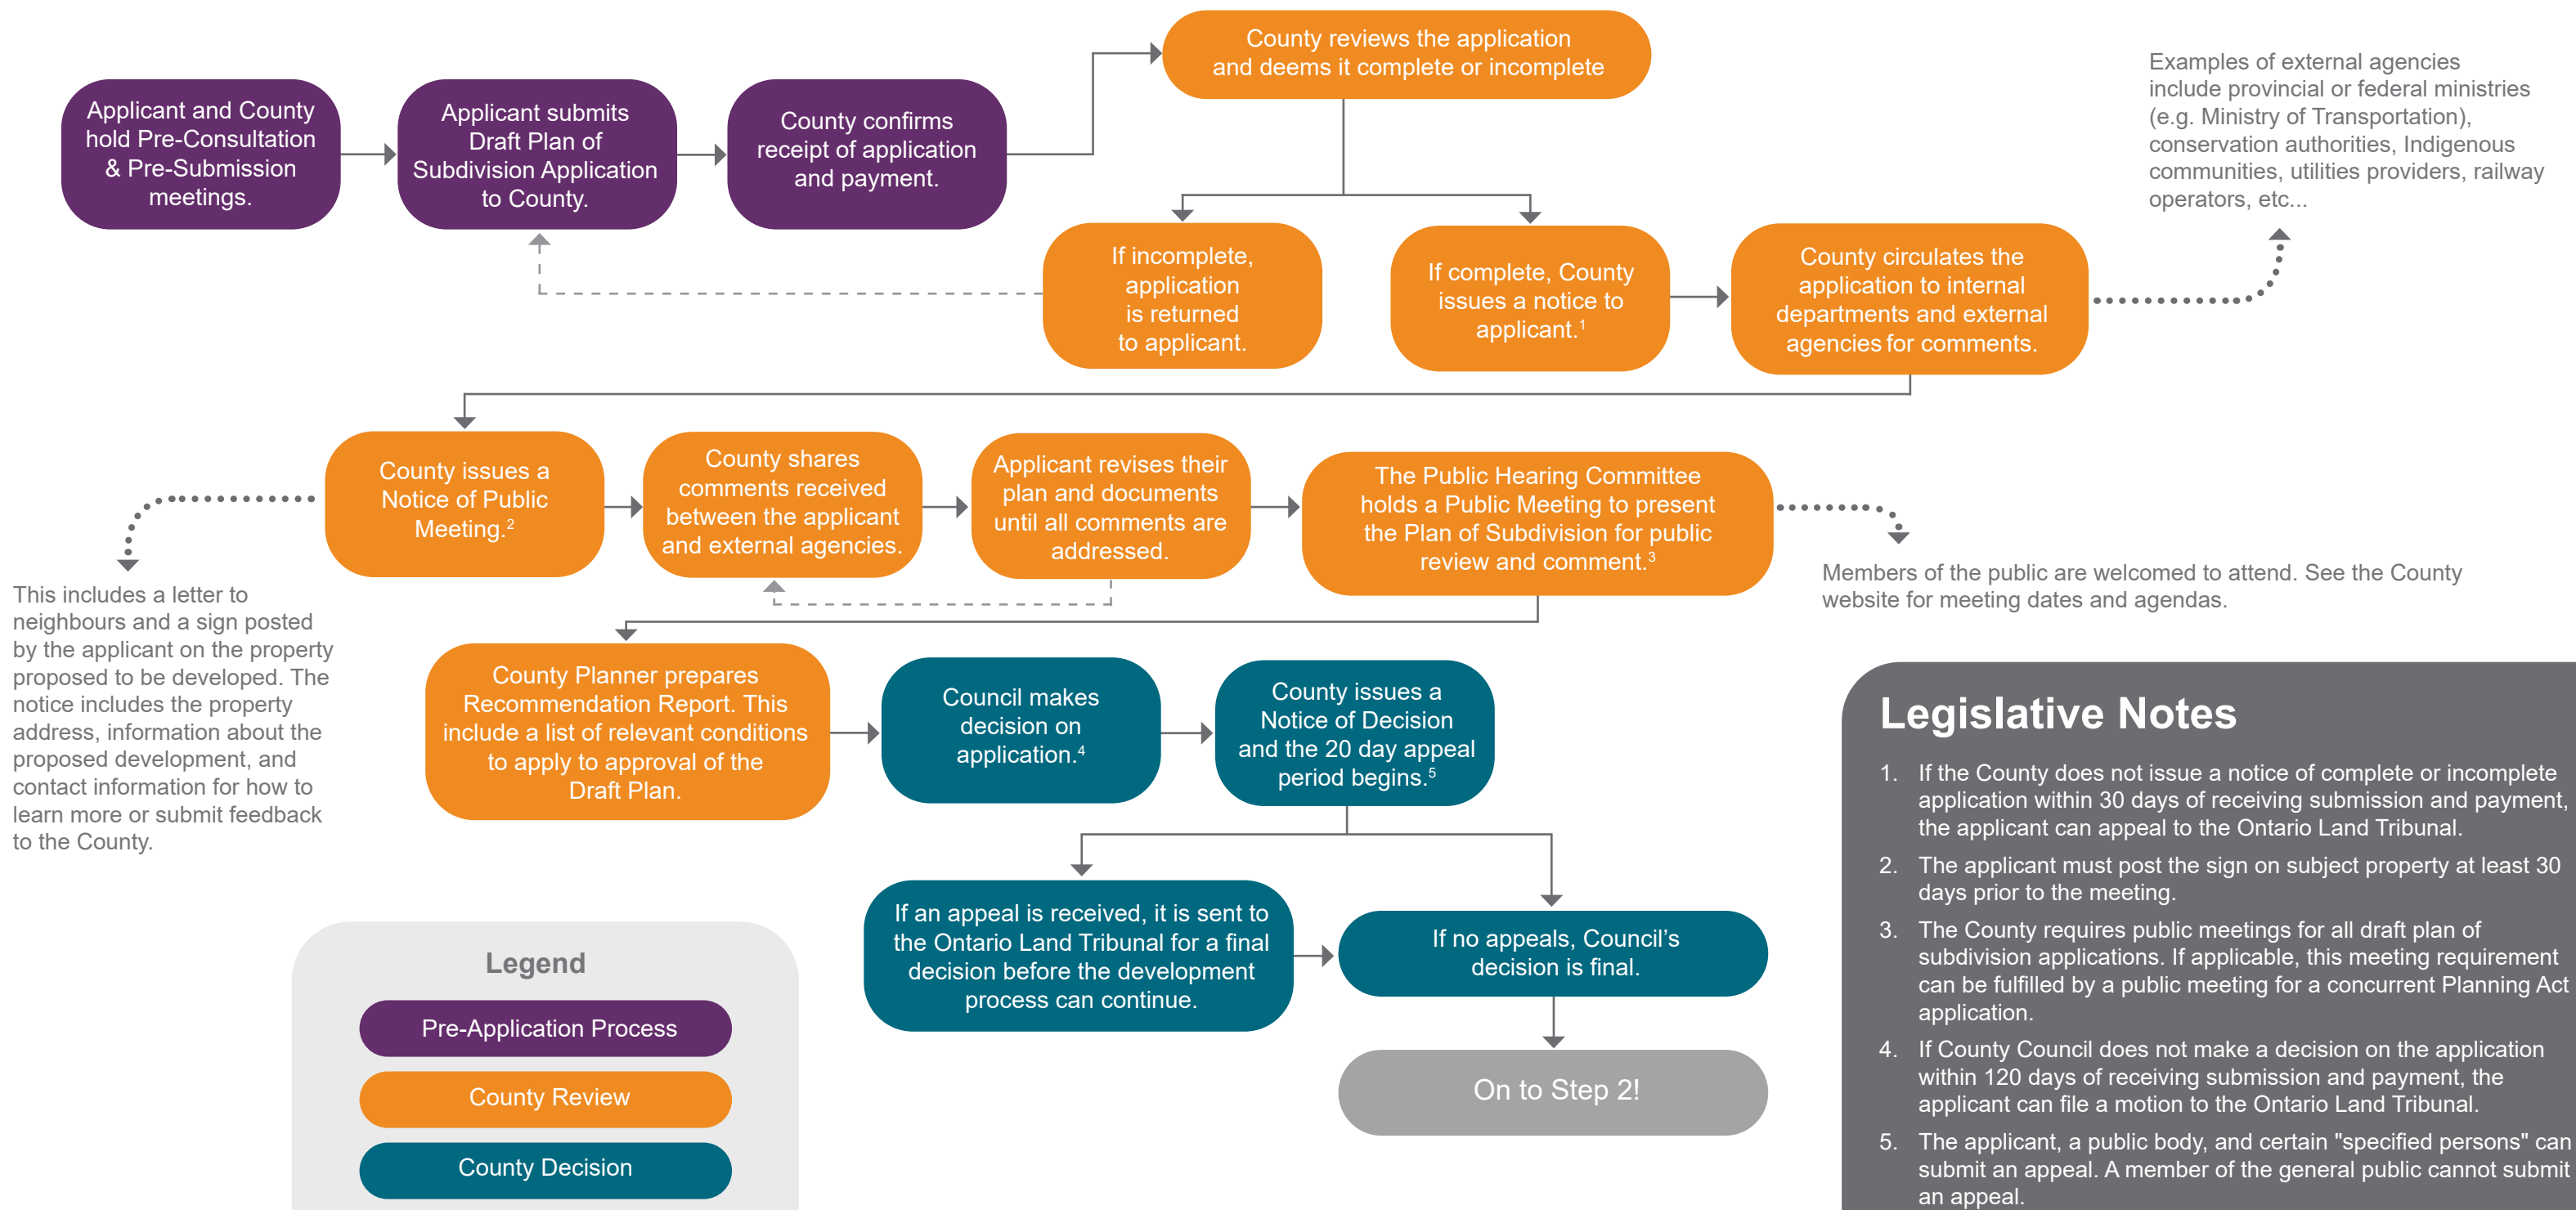 County reviews the application
and deems it complete or incomplete
Applicant and County
hold Pre-Consultation
& Pre-Submission
meetings.
Applicant submits
Draft Plan of
Subdivision Application
to County.
County confirms
receipt of application
and payment.
Examples of external agencies
include provincial or federal ministries
(e.g. Ministry of Transportation),
conservation authorities, Indigenous
communities, utilities providers, railway
operators, etc...
If incomplete,
application
is returned
to applicant.
If complete, County
issues a notice to
applicant.1
County circulates the
application to internal
departments and external
agencies for comments.
County issues a
Notice of Public
Meeting.2
County shares
comments received
between the applicant
and external agencies.
Applicant revises their
plan and documents
until all comments are
addressed.
The Public Hearing Committee
holds a Public Meeting to present
the Plan of Subdivision for public
review and comment.3
This includes a letter to
neighbours and a sign posted
by the applicant on the property
proposed to be developed. The
notice includes the property
address, information about the
proposed development, and
contact information for how to
learn more or submit feedback
to the County.
Members of the public are welcomed to attend. See the County
website for meeting dates and agendas.
County Planner prepares
Recommendation Report. This
include a list of relevant conditions
to apply to approval of the
Draft Plan.
Council makes
decision on
application.4
County issues a
Notice of Decision
and the 20 day appeal
period begins.5
If an appeal is received, it is sent to
the Ontario Land Tribunal for a final
decision before the development
process can continue.
If no appeals, Council’s
decision is final.
On to Step 2!
Legend
Pre-Application Process
County Review
County Decision
Legislative Notes
1. If the County does not issue a notice of complete or incomplete
application within 30 days of receiving submission and payment,
the applicant can appeal to the Ontario Land Tribunal.
2. The applicant must post the sign on subject property at least 30
days prior to the meeting.
3. The County requires public meetings for all draft plan of
subdivision applications. If applicable, this meeting requirement
can be fulfilled by a public meeting for a concurrent Planning Act
application.
4. If County Council does not make a decision on the application
within 120 days of receiving submission and payment, the
applicant can file a motion to the Ontario Land Tribunal.
5. The applicant, a public body, and certain "specified persons" can
submit an appeal. A member of the general public cannot submit
an appeal.